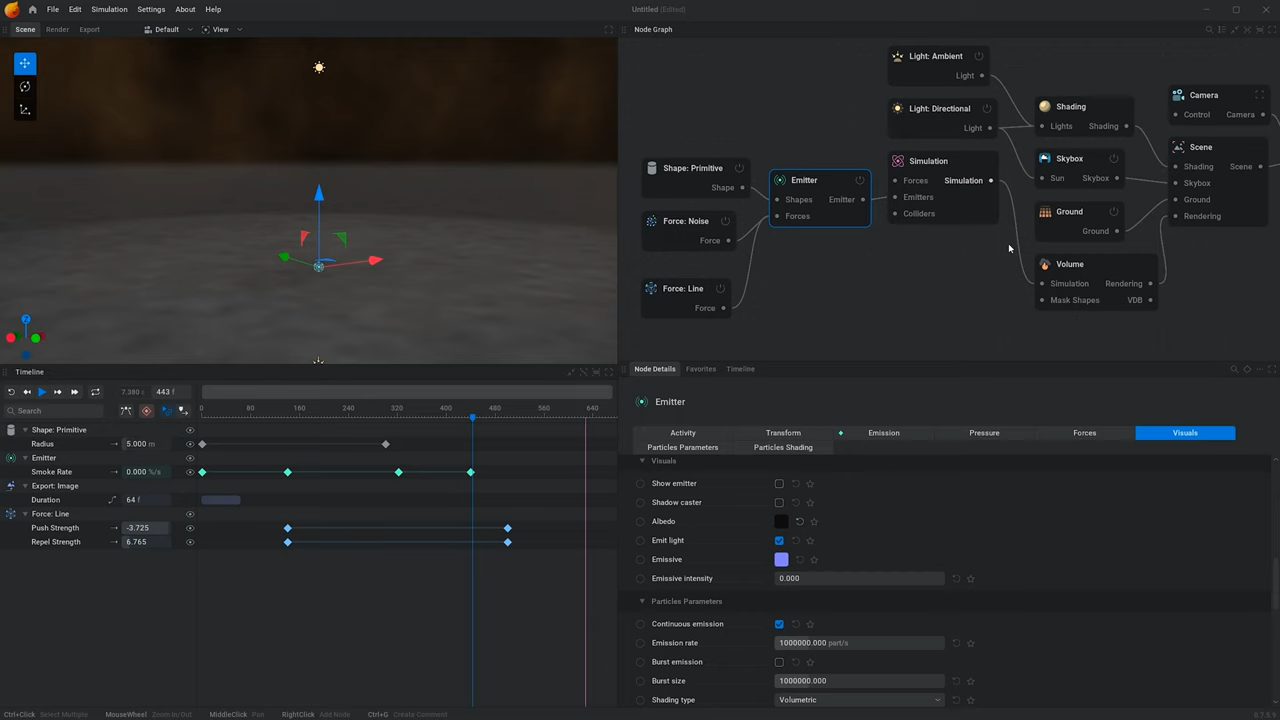 File Edit Simulation Settings About Help
Untitled (Edited)
Scene Render Export Default View
Node Graph
Light: Ambient
Light
Light: Directional
Light
Simulation
Forces Simulation
Emitters
Colliders
Shape: Primitive
Shape
Force: Noise
Force
Force: Line
Force
Emitter
Shapes Emitter
Forces
Shading
Lights Shading
Skybox
Sun Skybox
Ground
Ground
Volume
Simulation Rendering
Mask Shapes VDB
Camera
Control Camera
Scene
Shading Scene
Skybox
Ground
Rendering
Z
Timeline
7.380 s 443 f
0 80 160 240 320 400 480 560 640
Search
Shape: Primitive
Radius 5.000 m
Emitter
Smoke Rate 0.000 %/s
Export: Image
Duration 64 f
Force: Line
Push Strength -3.725
Repel Strength 6.765
Node Details Favorites Timeline
Emitter
Activity Transform Emission Pressure Forces Visuals
Particles Parameters Particles Shading
Visuals
Show emitter
Shadow caster
Albedo
Emit light
Emissive
Emissive intensity 0.000
Particles Parameters
Continuous emission
Emission rate 1000000.000 part/s
Burst emission
Burst size 1000000.000
Shading type Volumetric
Ctrl+Click Select Multiple MouseWheel Zoom In/Out MiddleClick Pan RightClick Add Node Ctrl+G Create Comment